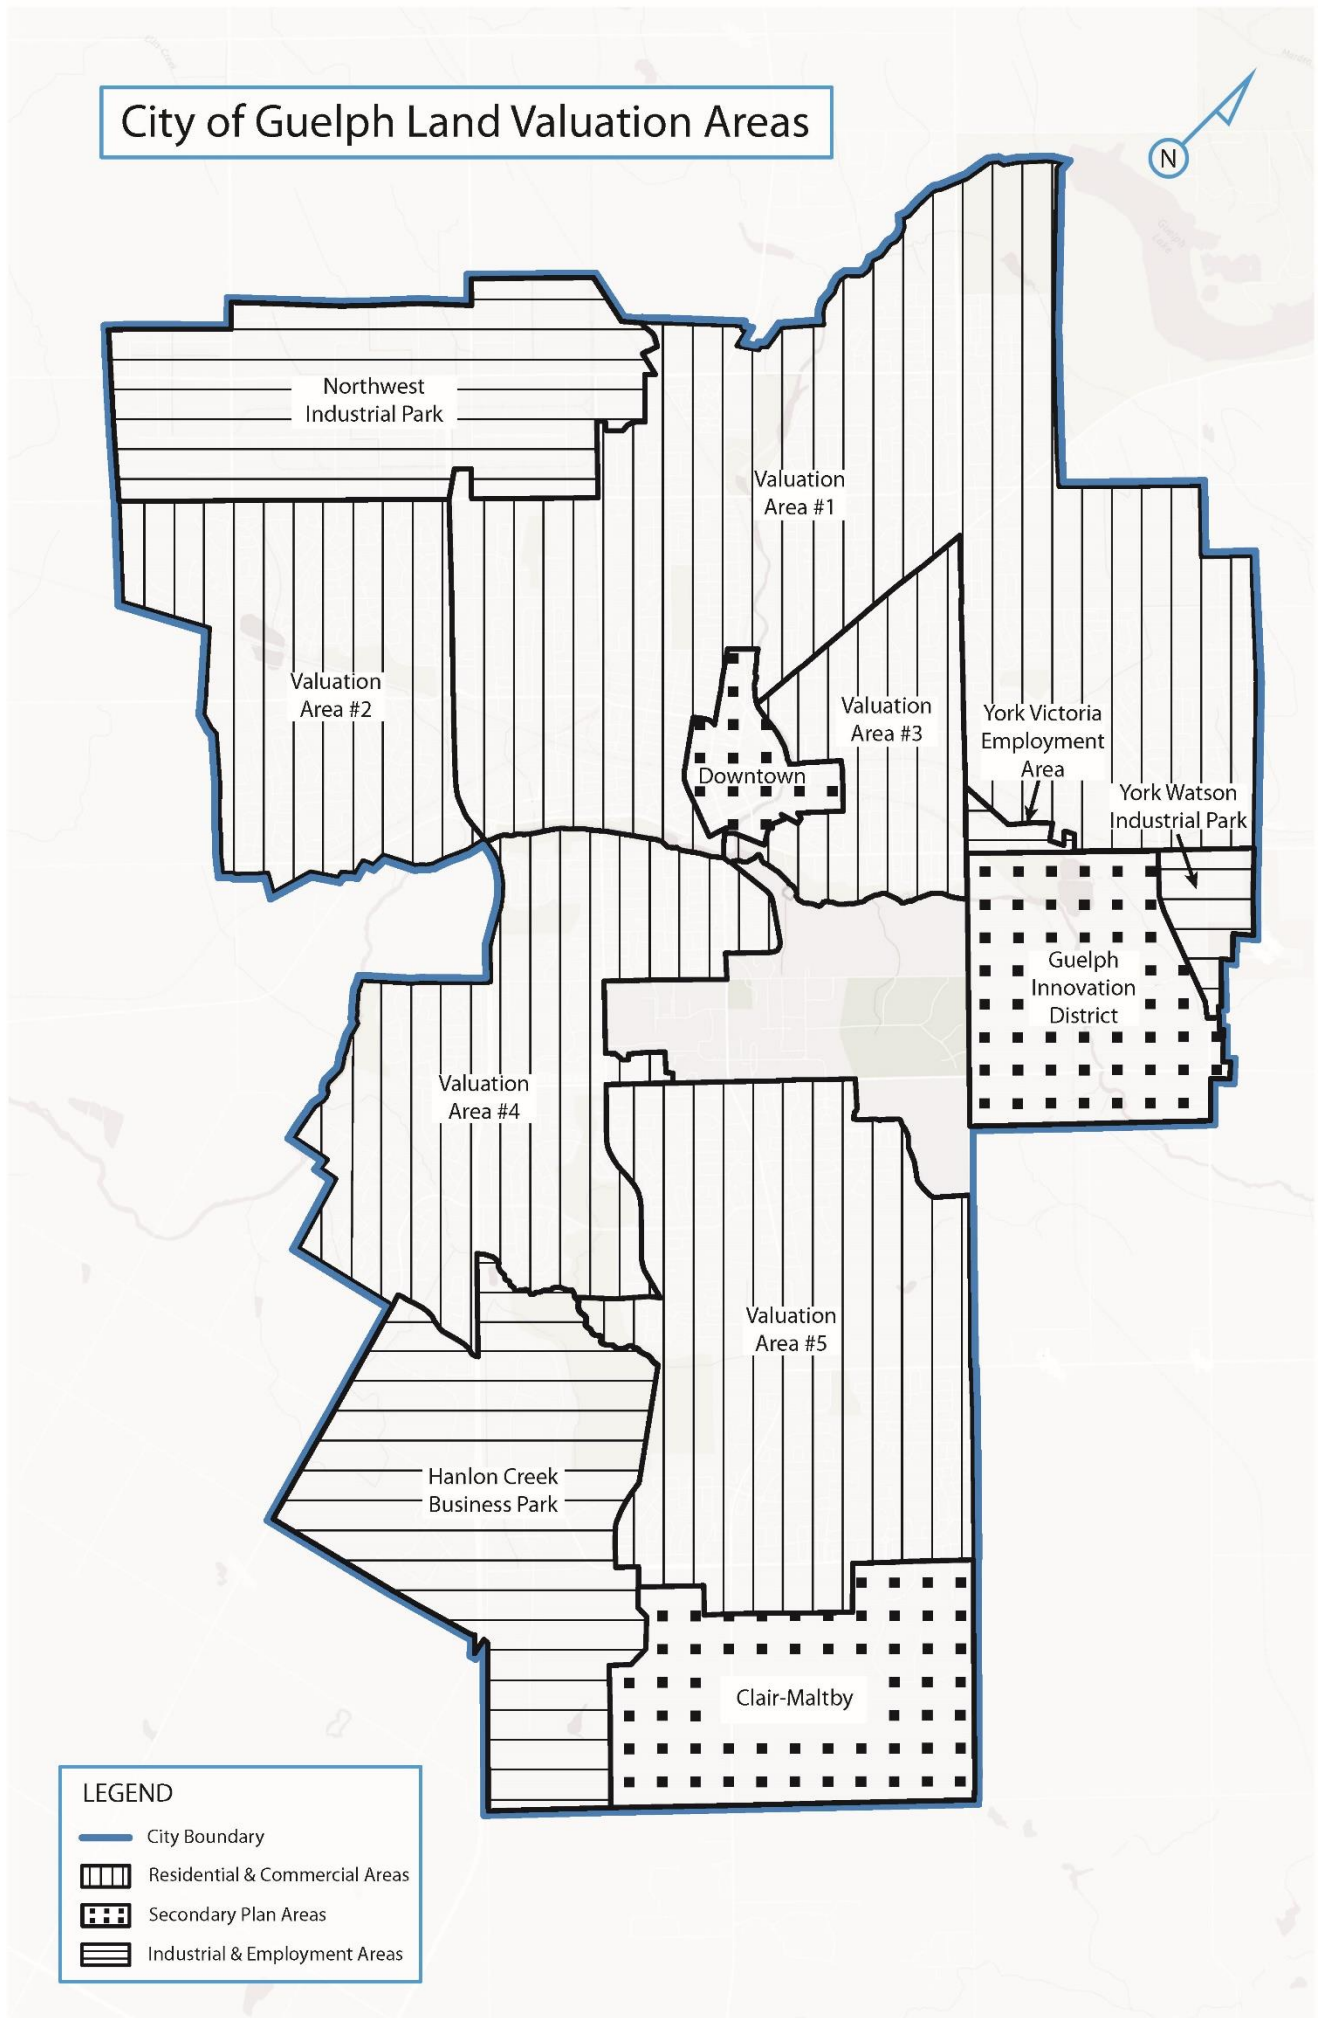 City of Guelph Land Valuation Areas
N
Guelph
Lake
Northwest
Industrial Park
Valuation
Area #1
Valuation
Area #2
Valuation
Area #3
York Victoria
Employment
Area
Downtown
York Watson
Industrial Park
Guelph
Innovation
District
Valuation
Area #4
Valuation
Area #5
Hanlon Creek
Business Park
Clair-Maltby
LEGEND
City Boundary
Residential & Commercial Areas
Secondary Plan Areas
Industrial & Employment Areas